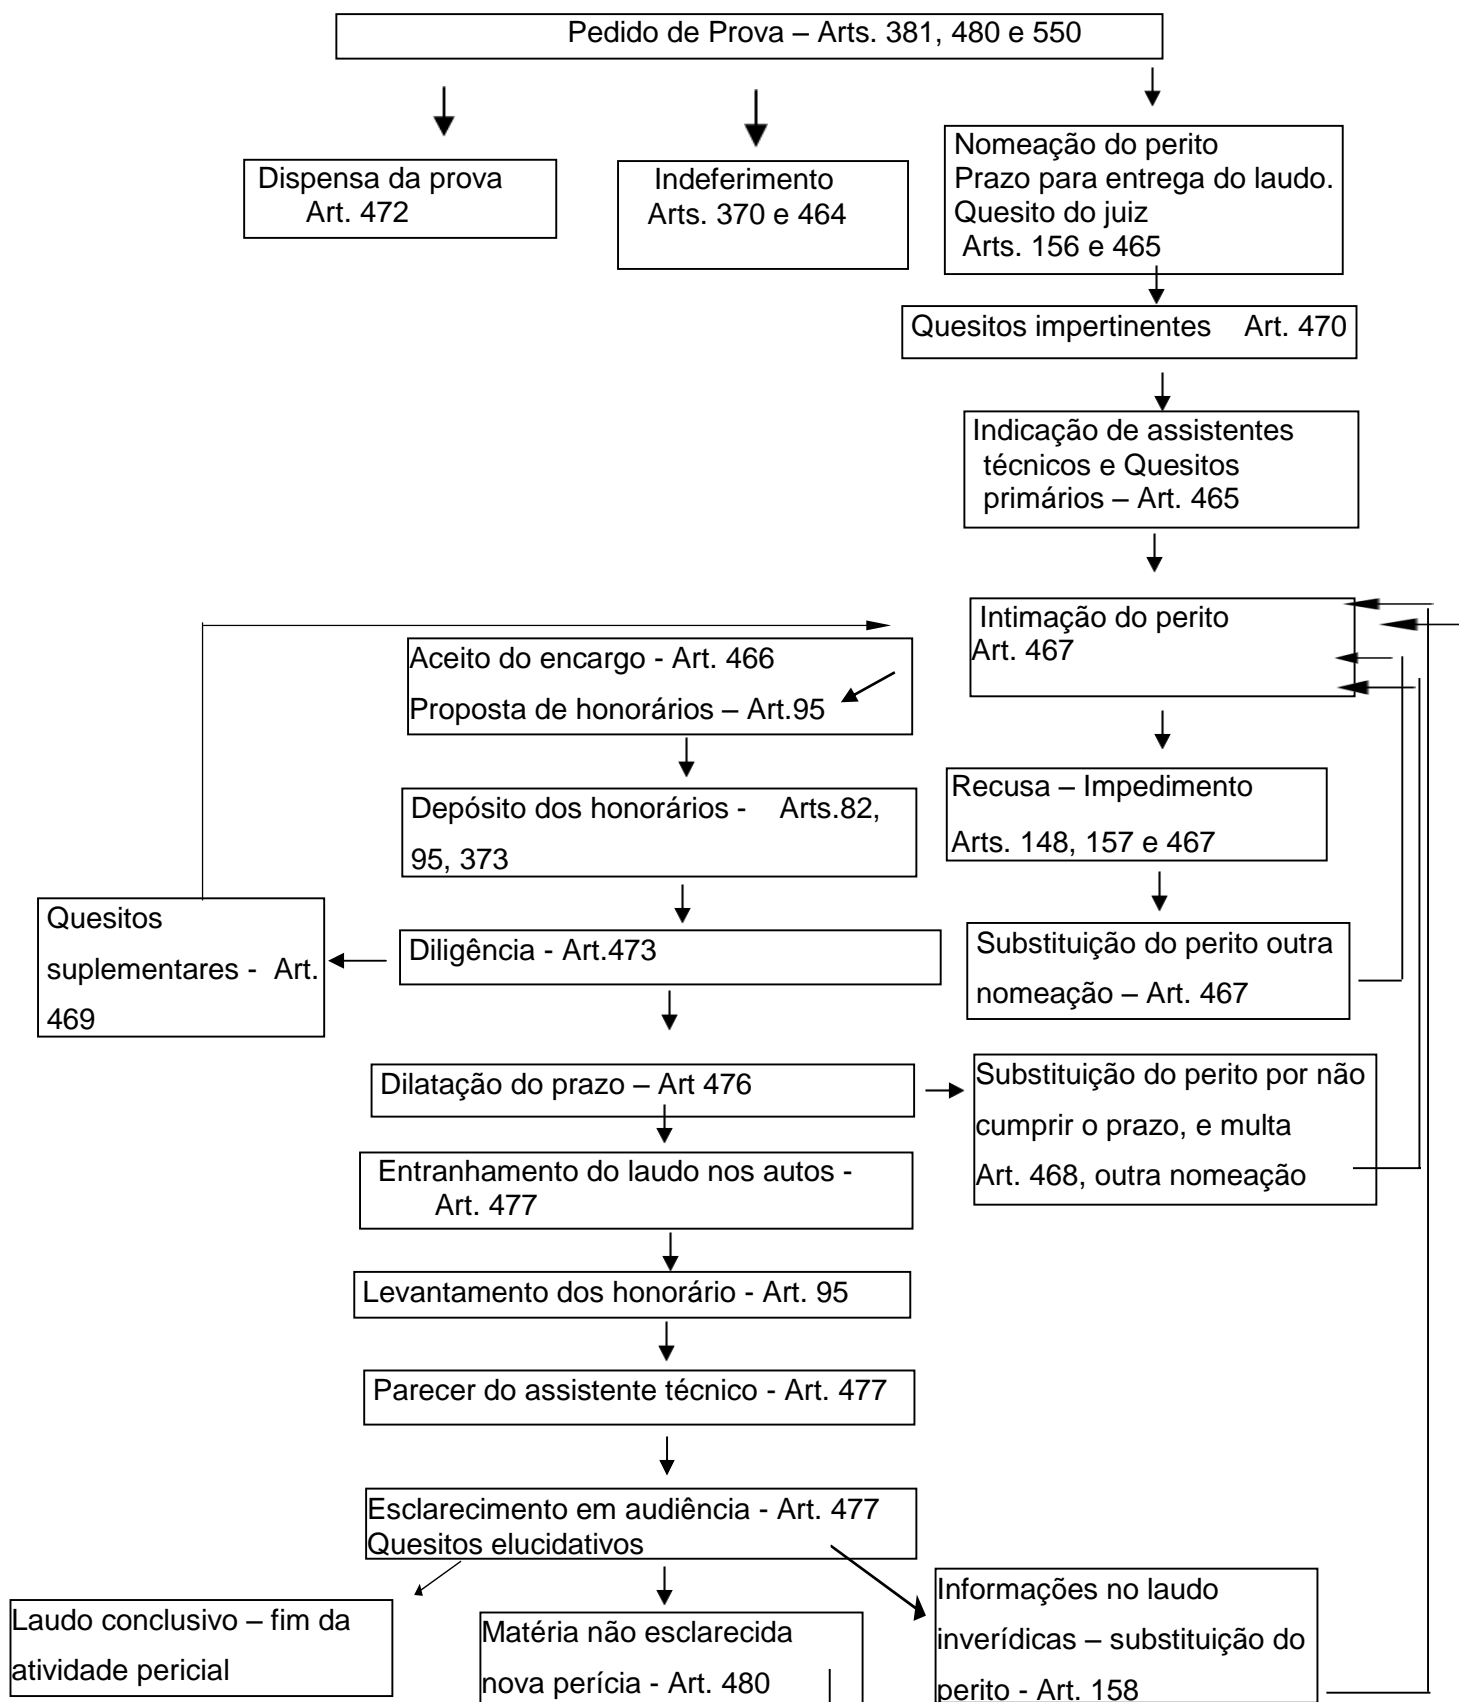 Pedido de Prova – Arts. 381, 480 e 550
Dispensa da prova
Art. 472
Indeferimento
Arts. 370 e 464
Nomeação do perito
Prazo para entrega do laudo.
Quesito do juiz
Arts. 156 e 465
Quesitos impertinentes Art. 470
Indicação de assistentes
técnicos e Quesitos
primários – Art. 465
Intimação do perito
Art. 467
Aceito do encargo - Art. 466
Proposta de honorários – Art.95
Recusa – Impedimento
Arts. 148, 157 e 467
Depósito dos honorários - Arts.82,
95, 373
Quesitos
suplementares - Art.
469
Diligência - Art.473
Substituição do perito outra
nomeação – Art. 467
Dilatação do prazo – Art 476
Substituição do perito por não
cumprir o prazo, e multa
Art. 468, outra nomeação
Entranhamento do laudo nos autos -
Art. 477
Levantamento dos honorário - Art. 95
Parecer do assistente técnico - Art. 477
Esclarecimento em audiência - Art. 477
Quesitos elucidativos
Laudo conclusivo – fim da
atividade pericial
Matéria não esclarecida
nova perícia - Art. 480
Informações no laudo
inverídicas – substituição do
perito - Art. 158